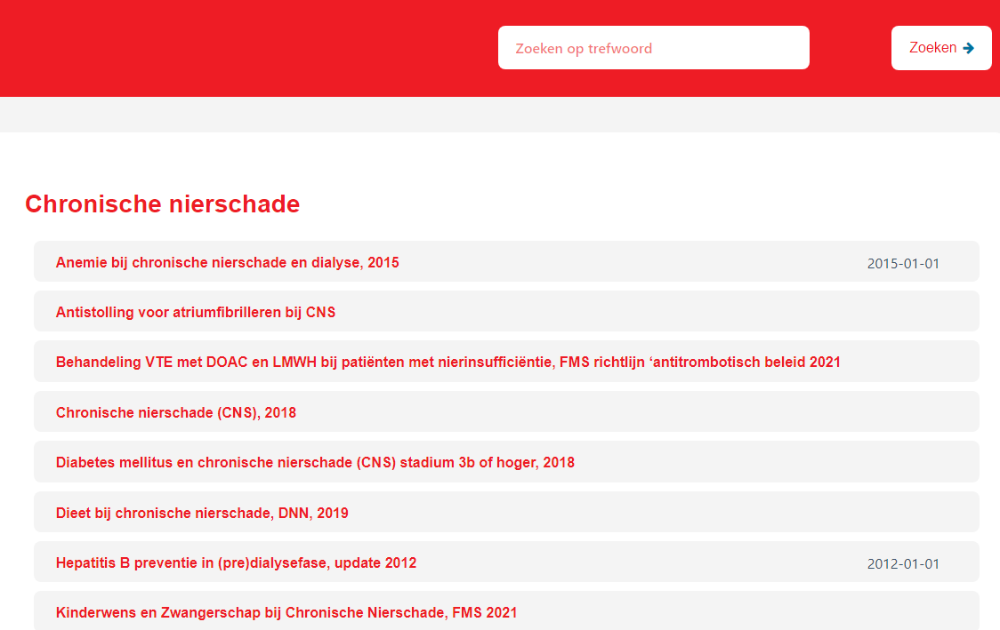 Zoeken op trefwoord
Zoeken
Chronische nierschade
Anemie bij chronische nierschade en dialyse, 2015
2015-01-01
Antistolling voor atriumfibrilleren bij CNS
Behandeling VTE met DOAC en LMWH bij patiënten met nierinsufficiëntie, FMS richtlijn ‘antitrombotisch beleid 2021
Chronische nierschade (CNS), 2018
Diabetes mellitus en chronische nierschade (CNS) stadium 3b of hoger, 2018
Dieet bij chronische nierschade, DNN, 2019
Hepatitis B preventie in (pre)dialysefase, update 2012
2012-01-01
Kinderwens en Zwangerschap bij Chronische Nierschade, FMS 2021